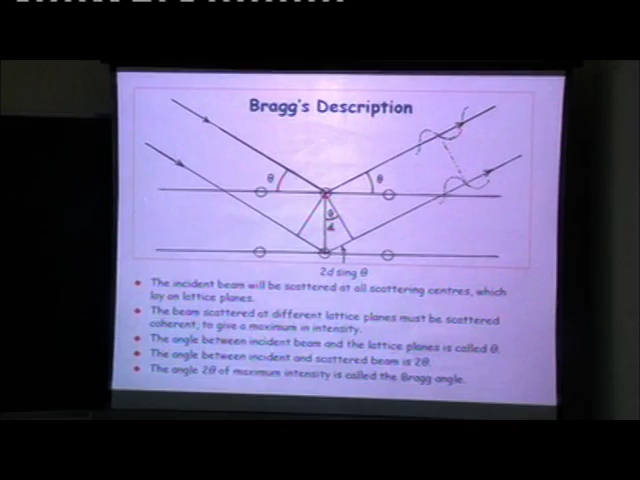 Bragg's Description
θ
θ
θ
d
2d sing θ
The incident beam will be scattered at all scattering centres, which
lay on lattice planes.
The beam scattered at different lattice planes must be scattered
coherent, to give a maximum in intensity.
The angle between incident beam and the lattice planes is called θ.
The angle between incident and scattered beam is 2θ.
The angle 2θ of maximum intensity is called the Bragg angle.